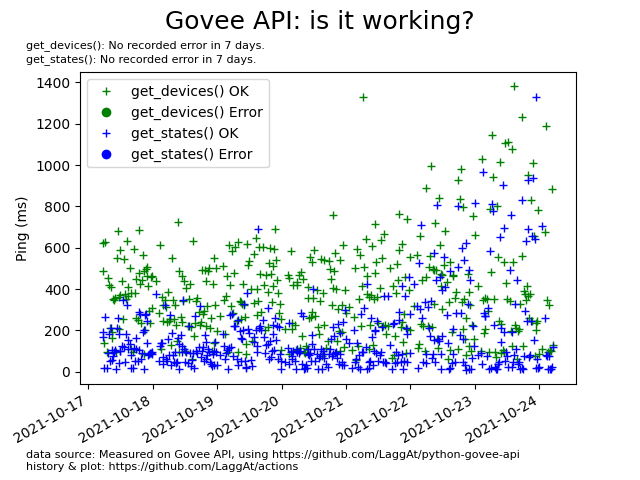 Govee API: is it working?
get_devices(): No recorded error in 7 days.
get_states(): No recorded error in 7 days.
1400
1200
1000
800
600
400
200
0
Ping (ms)
get_devices() OK
get_devices() Error
get_states() OK
get_states() Error
2021-10-17
2021-10-18
2021-10-19
2021-10-20
2021-10-21
2021-10-22
2021-10-23
2021-10-24
data source: Measured on Govee API, using https://github.com/LaggAt/python-govee-api
history & plot: https://github.com/LaggAt/actions